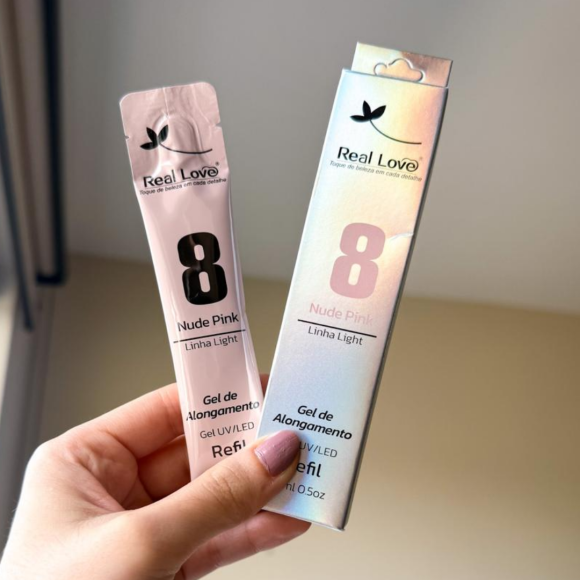 Real Love®
Toque de beleza em cada detalhe
8
Nude Pink
Linha Light
Gel de
Alongamento
Gel UV/LED
Refil
Real Love®
Toque de beleza em cada detalhe
8
Nude Pink
Linha Light
Gel de
Alongamento
UV/LED
efil
ml 0.5oz